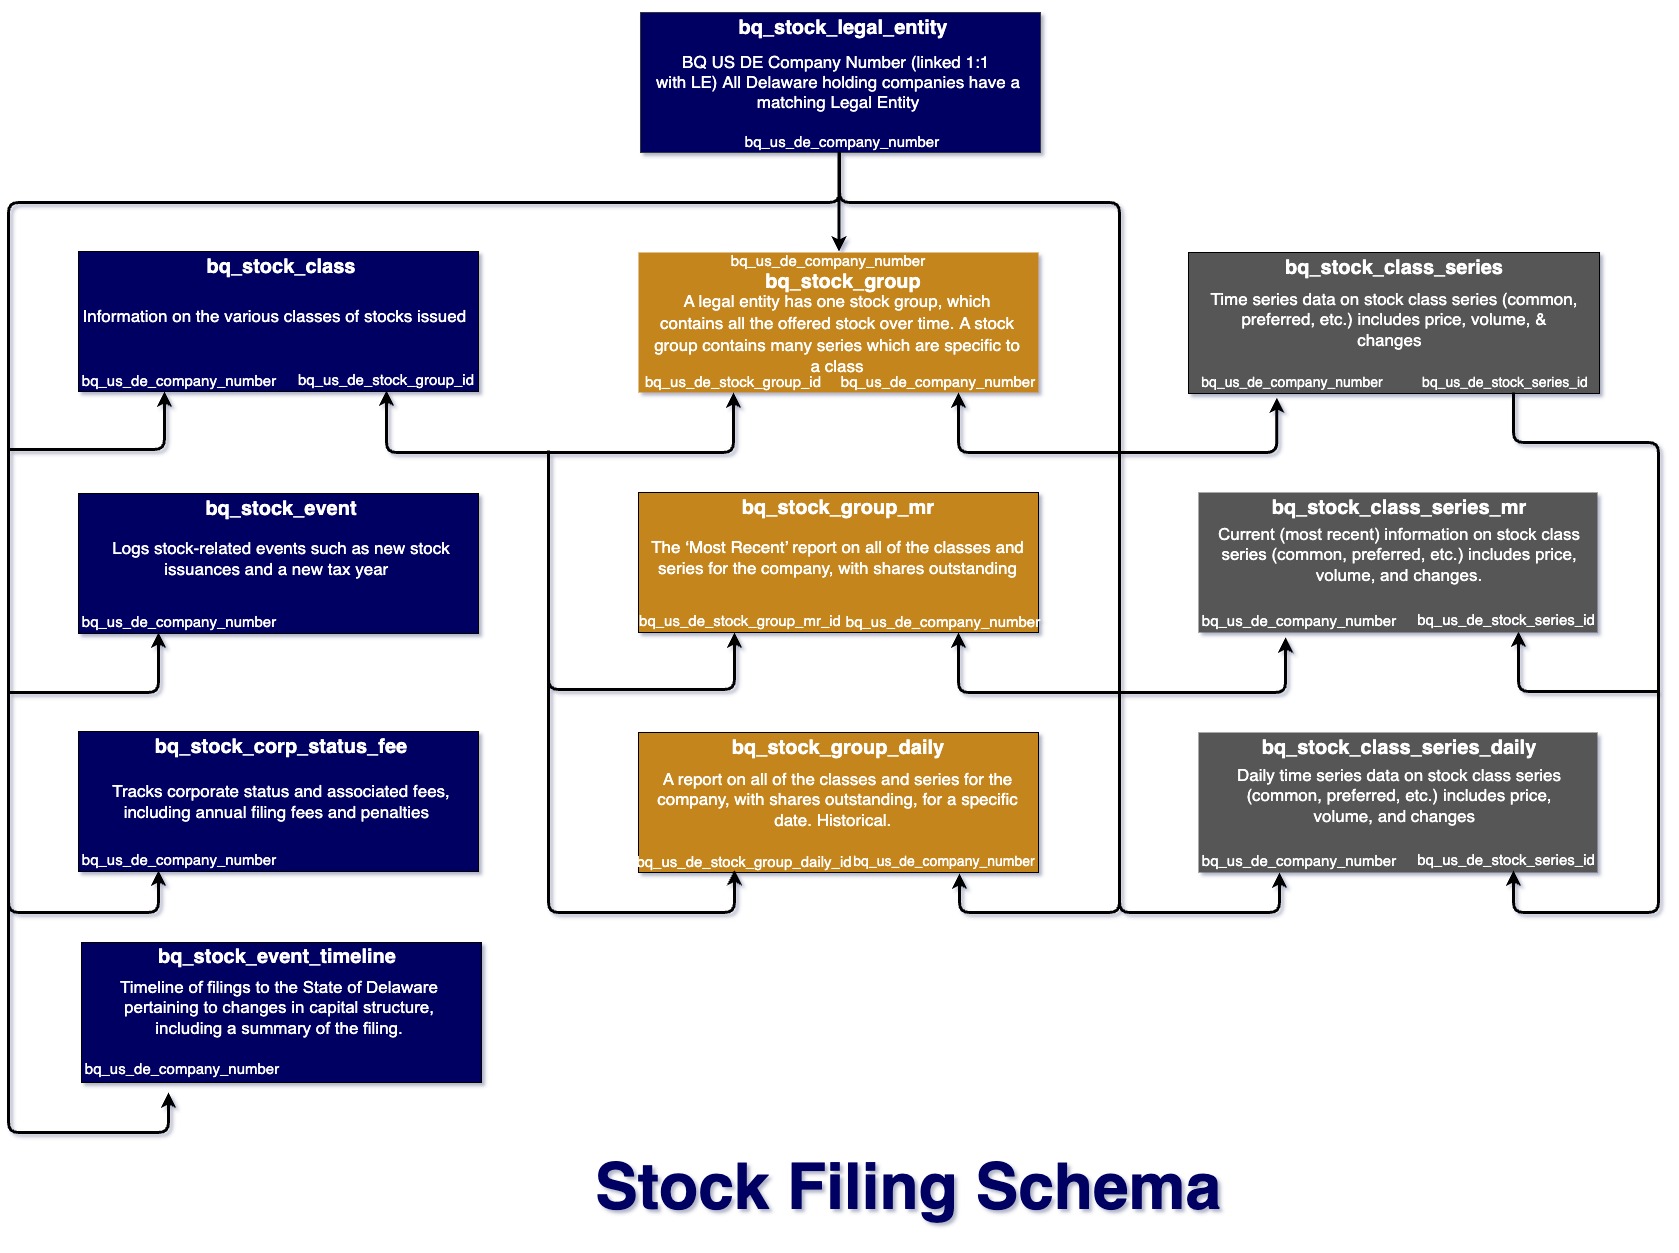 bq_stock_legal_entity
BQ US DE Company Number (linked 1:1
with LE) All Delaware holding companies have a
matching Legal Entity
bq_us_de_company_number
bq_stock_class
Information on the various classes of stocks issued
bq_us_de_company_number bq_us_de_stock_group_id
bq_us_de_company_number
bq_stock_group
A legal entity has one stock group, which
contains all the offered stock over time. A stock
group contains many series which are specific to
a class
bq_us_de_stock_group_id bq_us_de_company_number
bq_stock_class_series
Time series data on stock class series (common,
preferred, etc.) includes price, volume, &
changes
bq_us_de_company_number bq_us_de_stock_series_id
bq_stock_event
Logs stock-related events such as new stock
issuances and a new tax year
bq_us_de_company_number
bq_stock_group_mr
The ‘Most Recent’ report on all of the classes and
series for the company, with shares outstanding
bq_us_de_stock_group_mr_id bq_us_de_company_number
bq_stock_class_series_mr
Current (most recent) information on stock class
series (common, preferred, etc.) includes price,
volume, and changes.
bq_us_de_company_number bq_us_de_stock_series_id
bq_stock_corp_status_fee
Tracks corporate status and associated fees,
including annual filing fees and penalties
bq_us_de_company_number
bq_stock_group_daily
A report on all of the classes and series for the
company, with shares outstanding, for a specific
date. Historical.
bq_us_de_stock_group_daily_id bq_us_de_company_number
bq_stock_class_series_daily
Daily time series data on stock class series
(common, preferred, etc.) includes price,
volume, and changes
bq_us_de_company_number bq_us_de_stock_series_id
bq_stock_event_timeline
Timeline of filings to the State of Delaware
pertaining to changes in capital structure,
including a summary of the filing.
bq_us_de_company_number
Stock Filing Schema